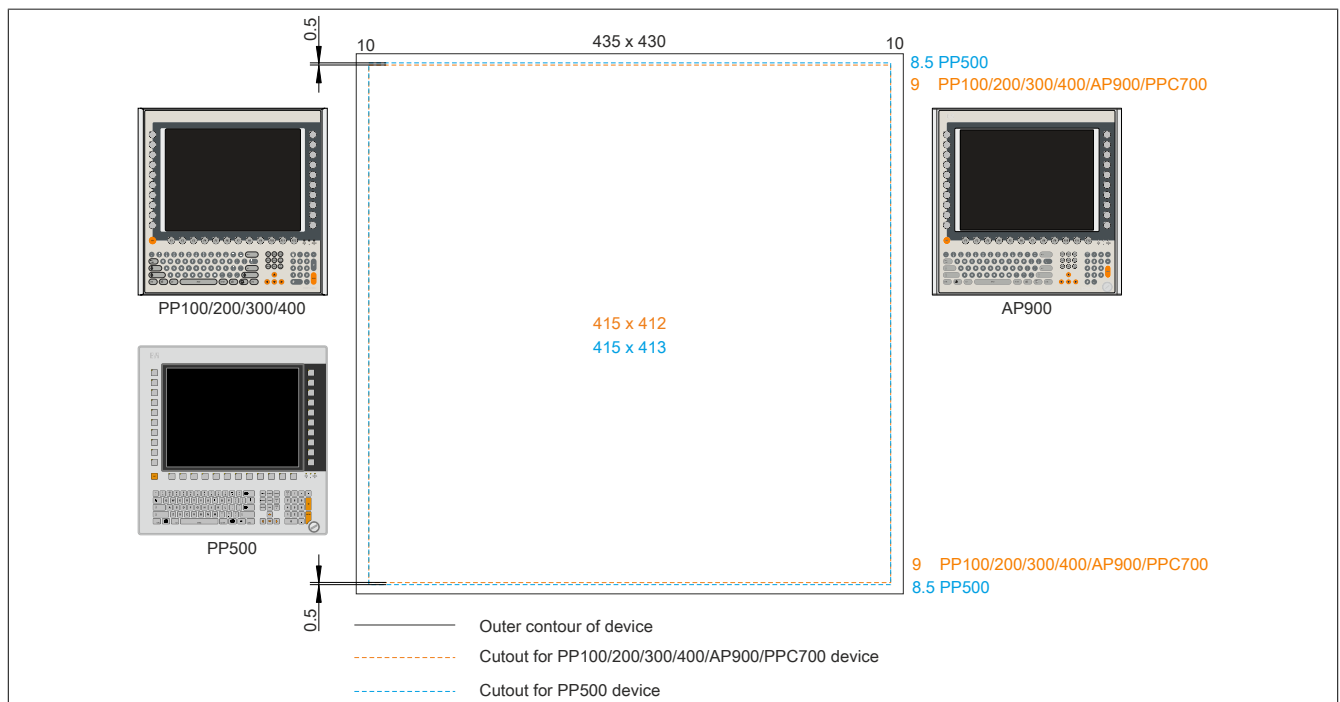 0.5
10
435 x 430
10
8.5 PP500
9 PP100/200/300/400/AP900/PPC700
PP100/200/300/400
AP900
415 x 412
415 x 413
PP500
9 PP100/200/300/400/AP900/PPC700
8.5 PP500
0.5
Outer contour of device
Cutout for PP100/200/300/400/AP900/PPC700 device
Cutout for PP500 device